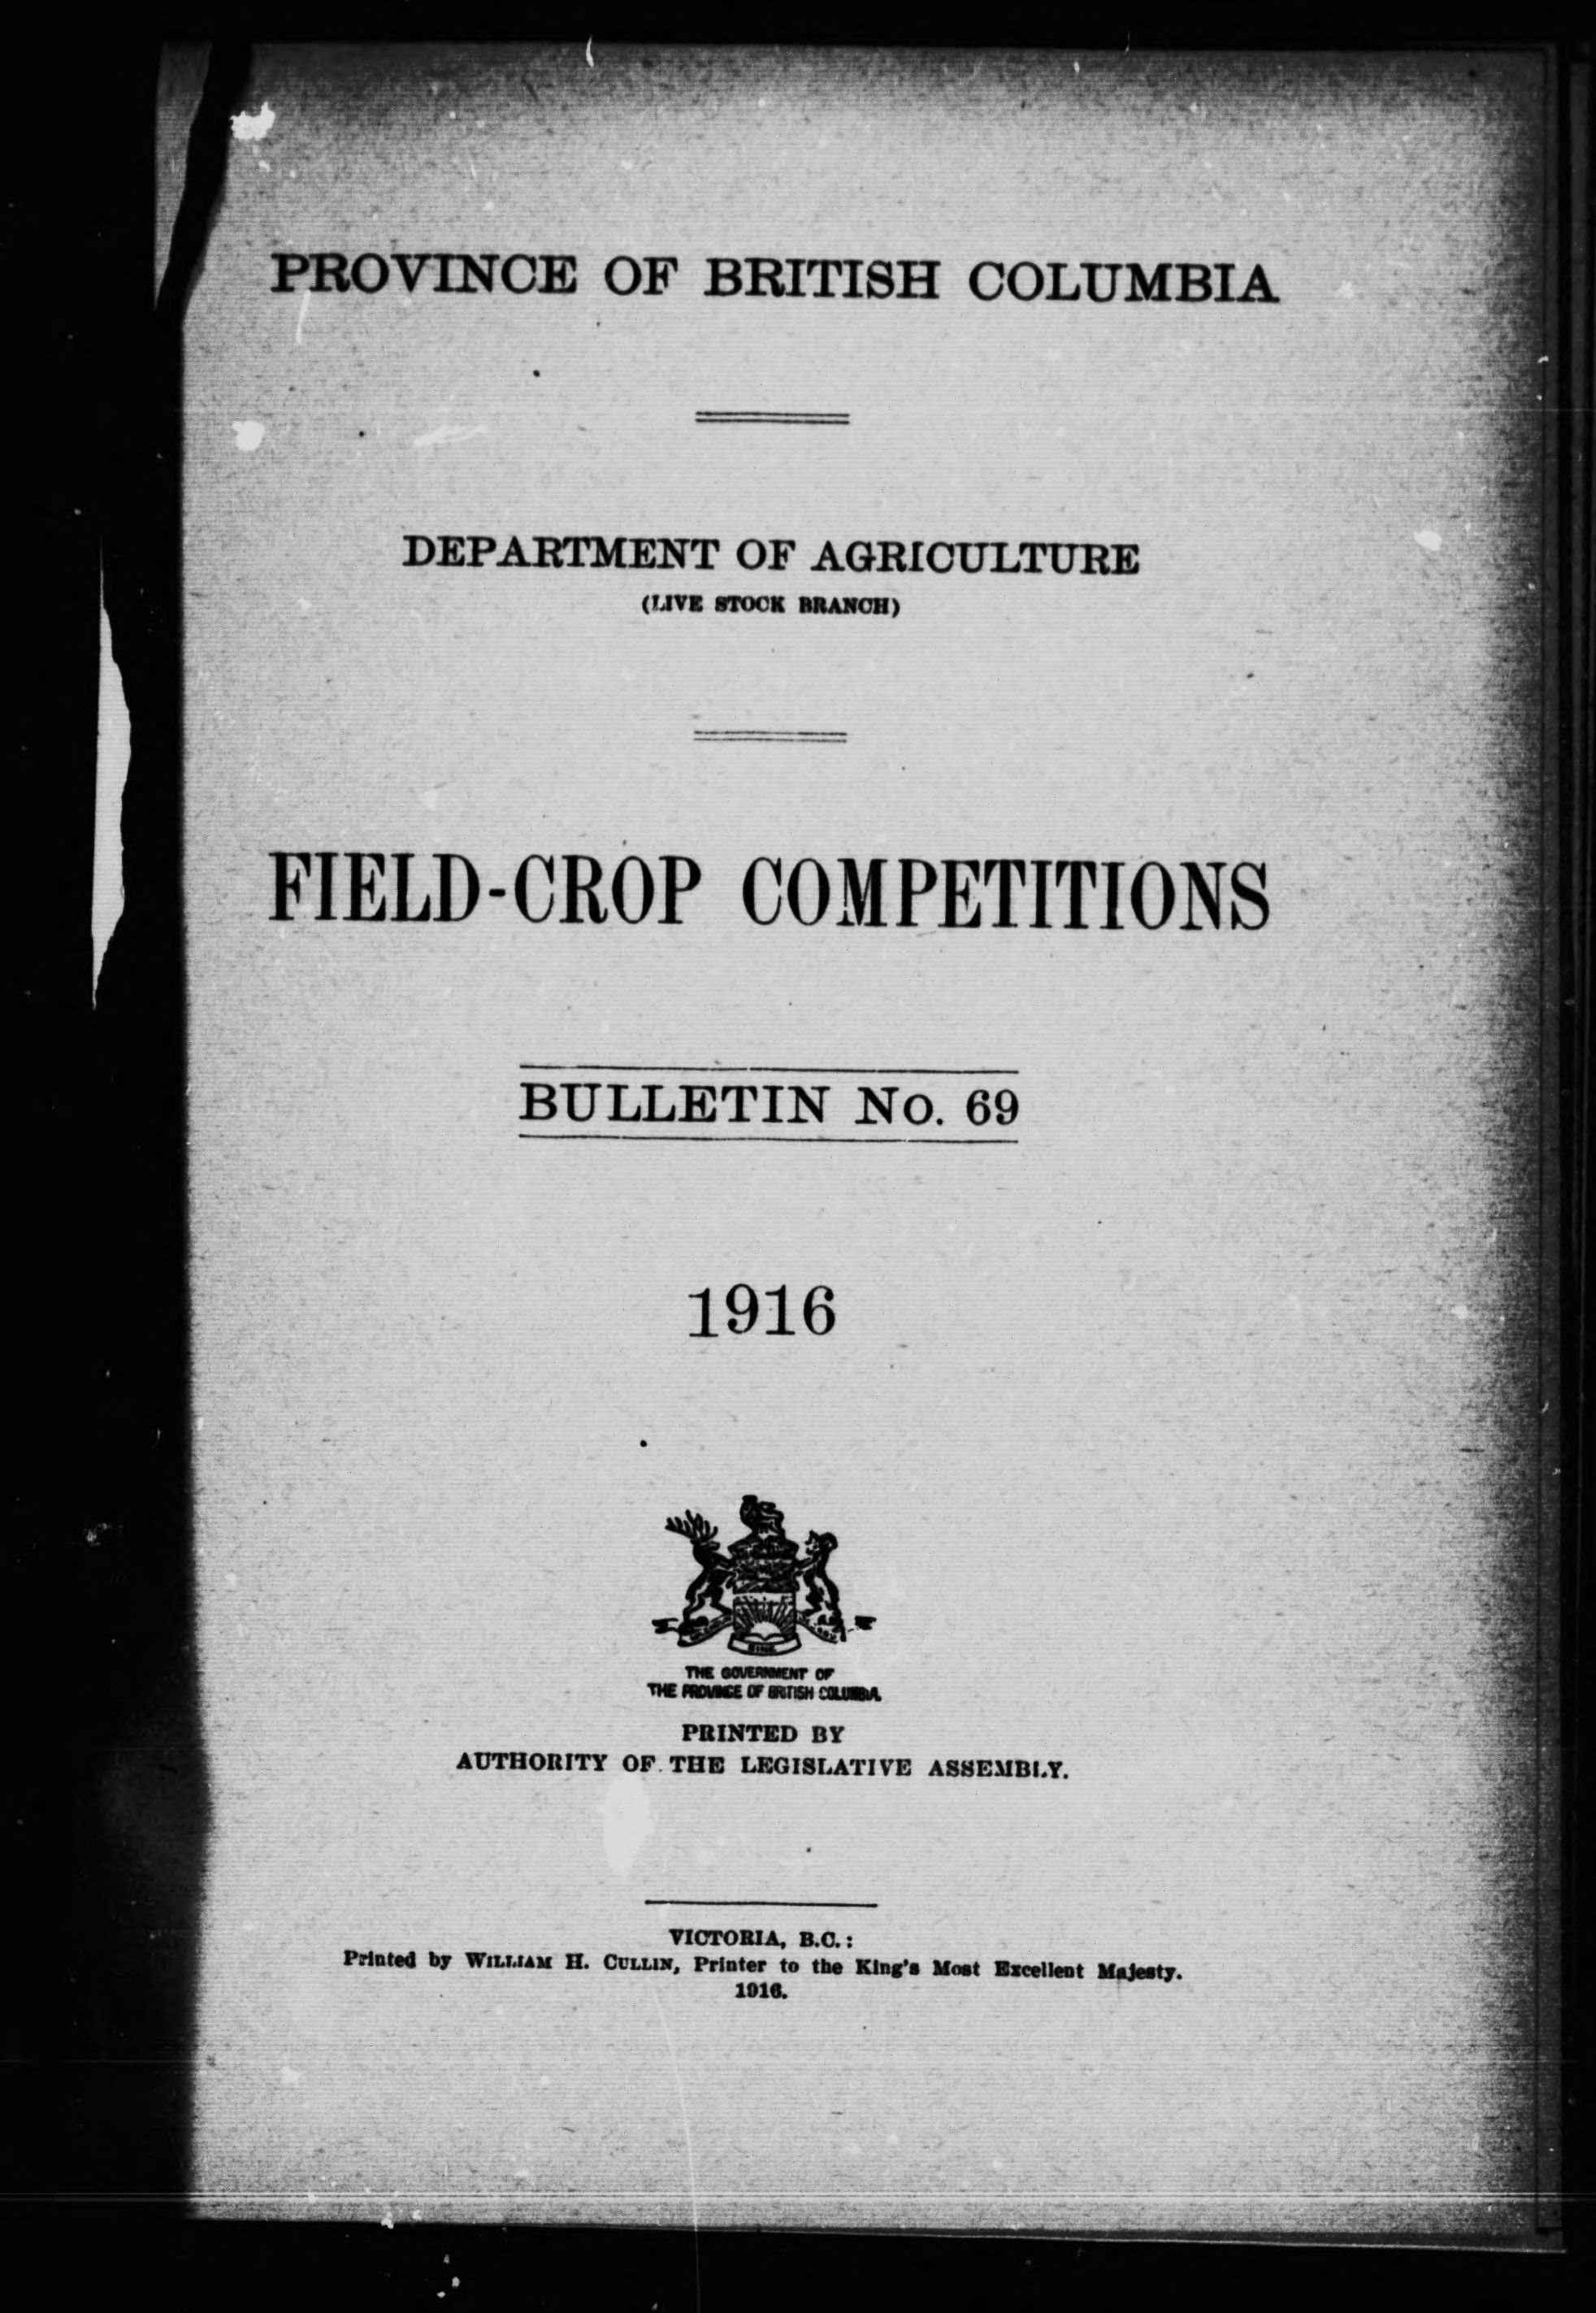 PROVINCE OF BRITISH COLUMBIA
DEPARTMENT OF AGRICULTURE
(LIVE STOCK BRANCH)
FIELD-CROP COMPETITIONS
BULLETIN No. 69
1916
THE GOVERNMENT OF
THE PROVINCE OF BRITISH COLUMBIA.
PRINTED BY
AUTHORITY OF THE LEGISLATIVE ASSEMBLY.
VICTORIA, B.C.:
Printed by WILLIAM H. CULLIN, Printer to the King's Most Excellent Majesty.
1916.